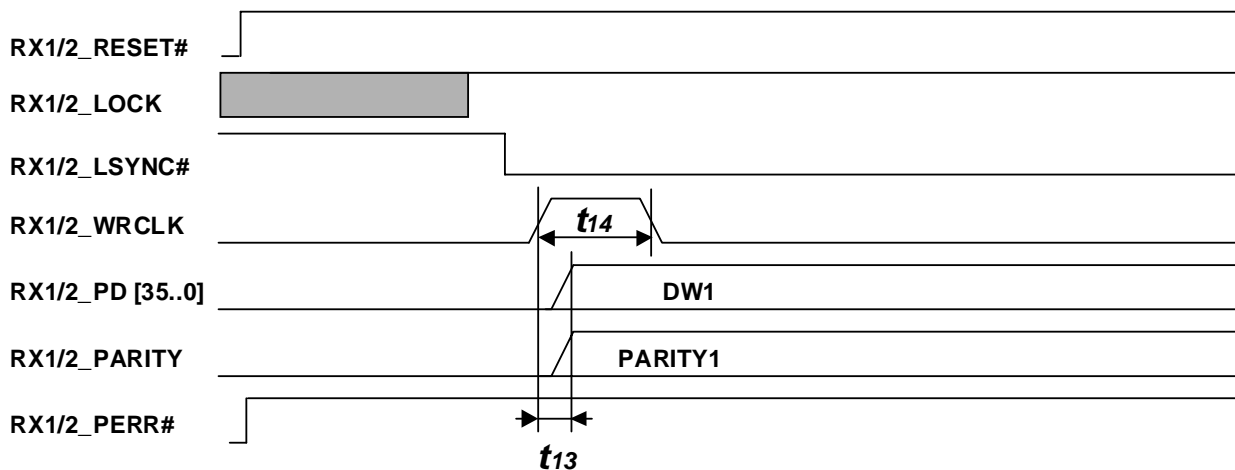 RX1/2_RESET#
RX1/2_LOCK
RX1/2_LSYNC#
RX1/2_WRCLK
t14
RX1/2_PD [35..0]
DW1
RX1/2_PARITY
PARITY1
RX1/2_PERR#
t13